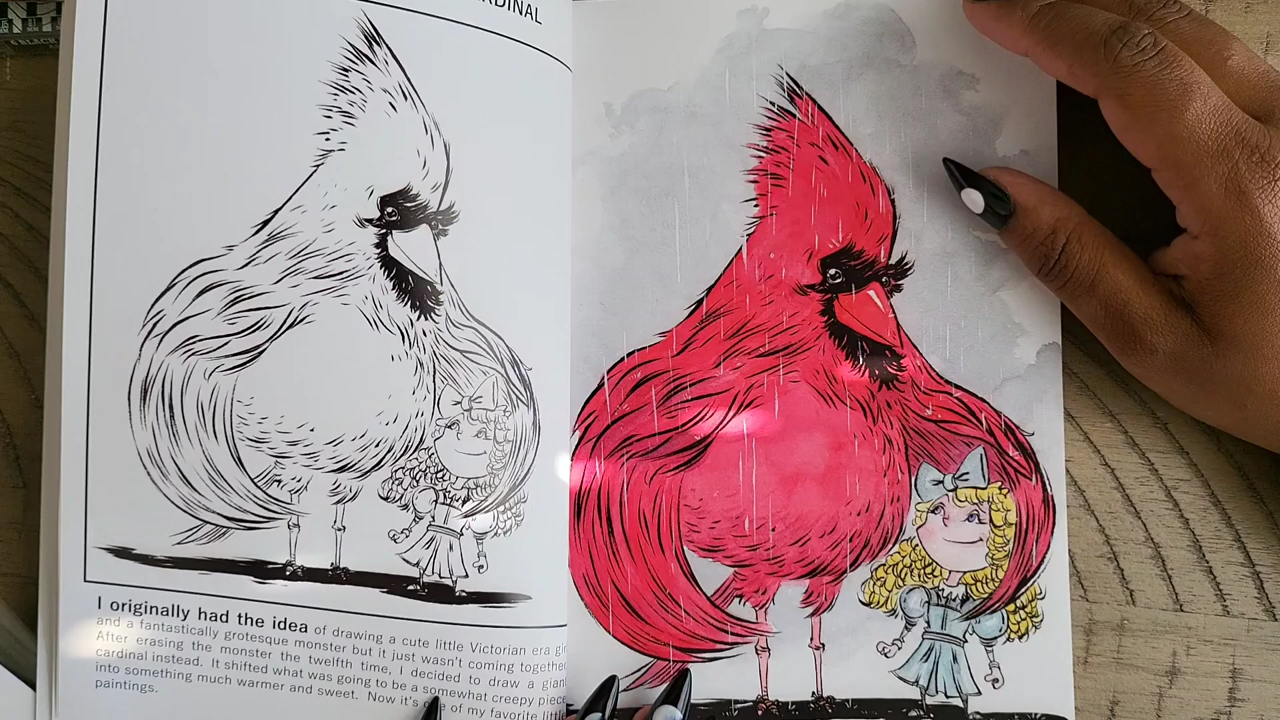 CARDINAL
I originally had the idea of drawing a cute little Victorian era
and a fantastically grotesque monster but it just wasn't coming together
After erasing the monster the twelfth time, I decided to draw a giant
cardinal instead. It shifted what was going to be a somewhat creepy piece
into something much warmer and sweet. Now it's one of my favorite little
paintings.